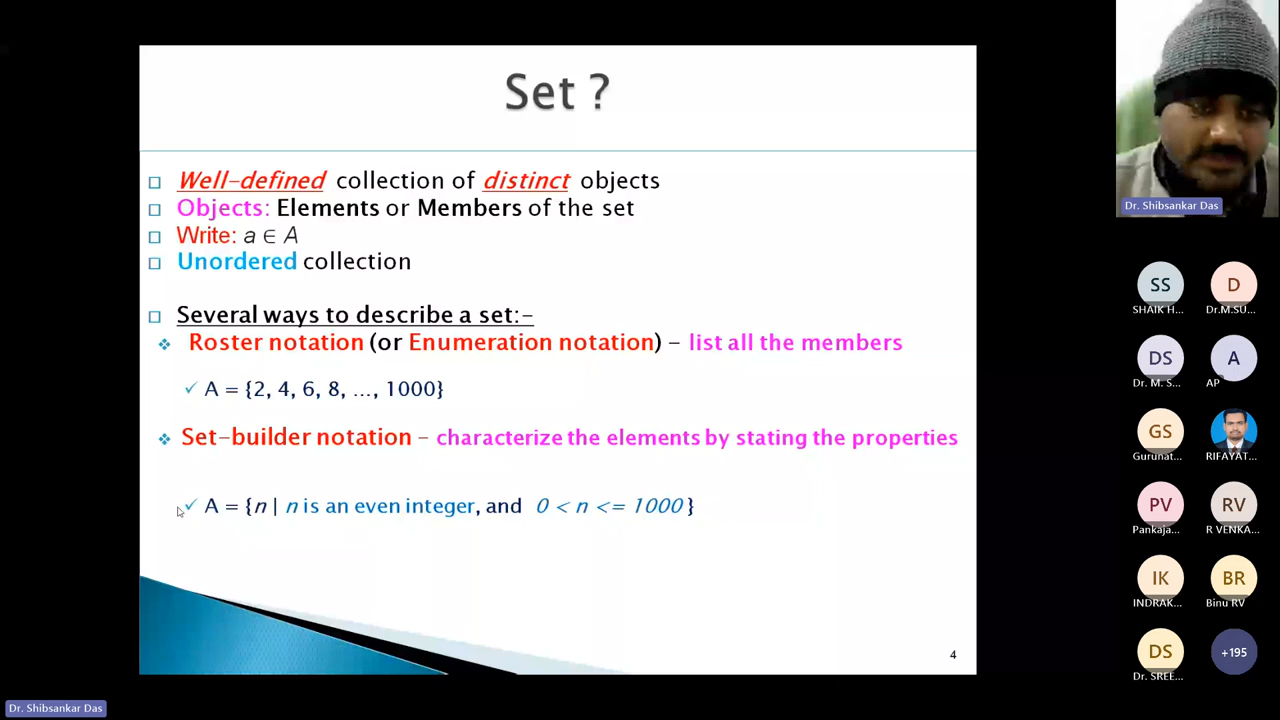 Set ?
Well-defined collection of distinct objects
Objects: Elements or Members of the set
Write: a ∈ A
Unordered collection
Several ways to describe a set:-
Roster notation (or Enumeration notation) - list all the members
A = {2, 4, 6, 8, ..., 1000}
Set-builder notation - characterize the elements by stating the properties
A = {n | n is an even integer, and 0 < n <= 1000 }
4
Dr. Shibsankar Das
SS
D
SHAIK H...
Dr.M.SU...
DS
A
Dr. M. S...
AP
GS
Gurunat...
RIFAYAT...
PV
RV
Pankaja...
R VENKA...
IK
BR
INDRAK...
Binu RV
DS
+195
Dr. SREE...
Dr. Shibsankar Das